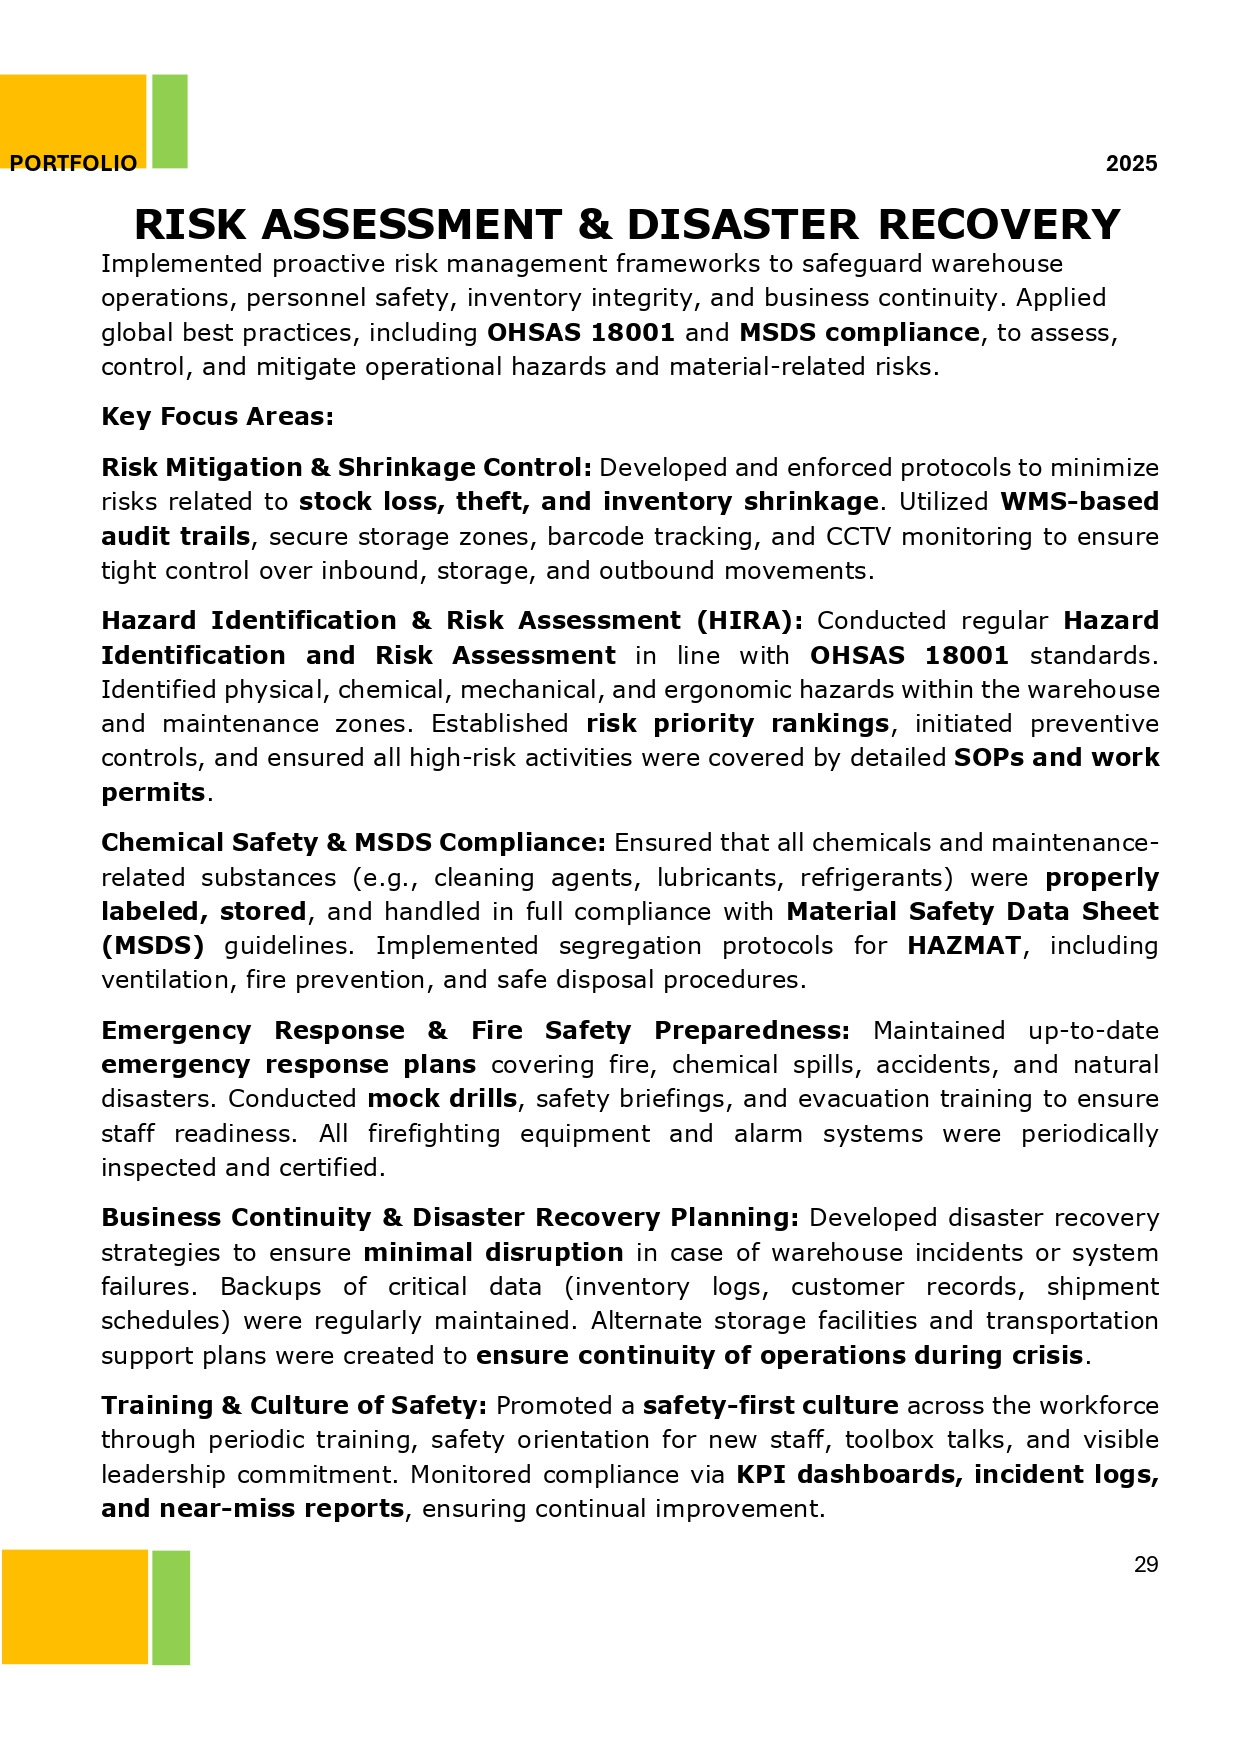 PORTFOLIO
2025
RISK ASSESSMENT & DISASTER RECOVERY
Implemented proactive risk management frameworks to safeguard warehouse
operations, personnel safety, inventory integrity, and business continuity. Applied
global best practices, including OHSAS 18001 and MSDS compliance, to assess,
control, and mitigate operational hazards and material-related risks.
Key Focus Areas:
Risk Mitigation & Shrinkage Control: Developed and enforced protocols to minimize
risks related to stock loss, theft, and inventory shrinkage. Utilized WMS-based
audit trails, secure storage zones, barcode tracking, and CCTV monitoring to ensure
tight control over inbound, storage, and outbound movements.
Hazard Identification & Risk Assessment (HIRA): Conducted regular Hazard
Identification and Risk Assessment in line with OHSAS 18001 standards.
Identified physical, chemical, mechanical, and ergonomic hazards within the warehouse
and maintenance zones. Established risk priority rankings, initiated preventive
controls, and ensured all high-risk activities were covered by detailed SOPs and work
permits.
Chemical Safety & MSDS Compliance: Ensured that all chemicals and maintenance-
related substances (e.g., cleaning agents, lubricants, refrigerants) were properly
labeled, stored, and handled in full compliance with Material Safety Data Sheet
(MSDS) guidelines. Implemented segregation protocols for HAZMAT, including
ventilation, fire prevention, and safe disposal procedures.
Emergency Response & Fire Safety Preparedness: Maintained up-to-date
emergency response plans covering fire, chemical spills, accidents, and natural
disasters. Conducted mock drills, safety briefings, and evacuation training to ensure
staff readiness. All firefighting equipment and alarm systems were periodically
inspected and certified.
Business Continuity & Disaster Recovery Planning: Developed disaster recovery
strategies to ensure minimal disruption in case of warehouse incidents or system
failures. Backups of critical data (inventory logs, customer records, shipment
schedules) were regularly maintained. Alternate storage facilities and transportation
support plans were created to ensure continuity of operations during crisis.
Training & Culture of Safety: Promoted a safety-first culture across the workforce
through periodic training, safety orientation for new staff, toolbox talks, and visible
leadership commitment. Monitored compliance via KPI dashboards, incident logs,
and near-miss reports, ensuring continual improvement.
29